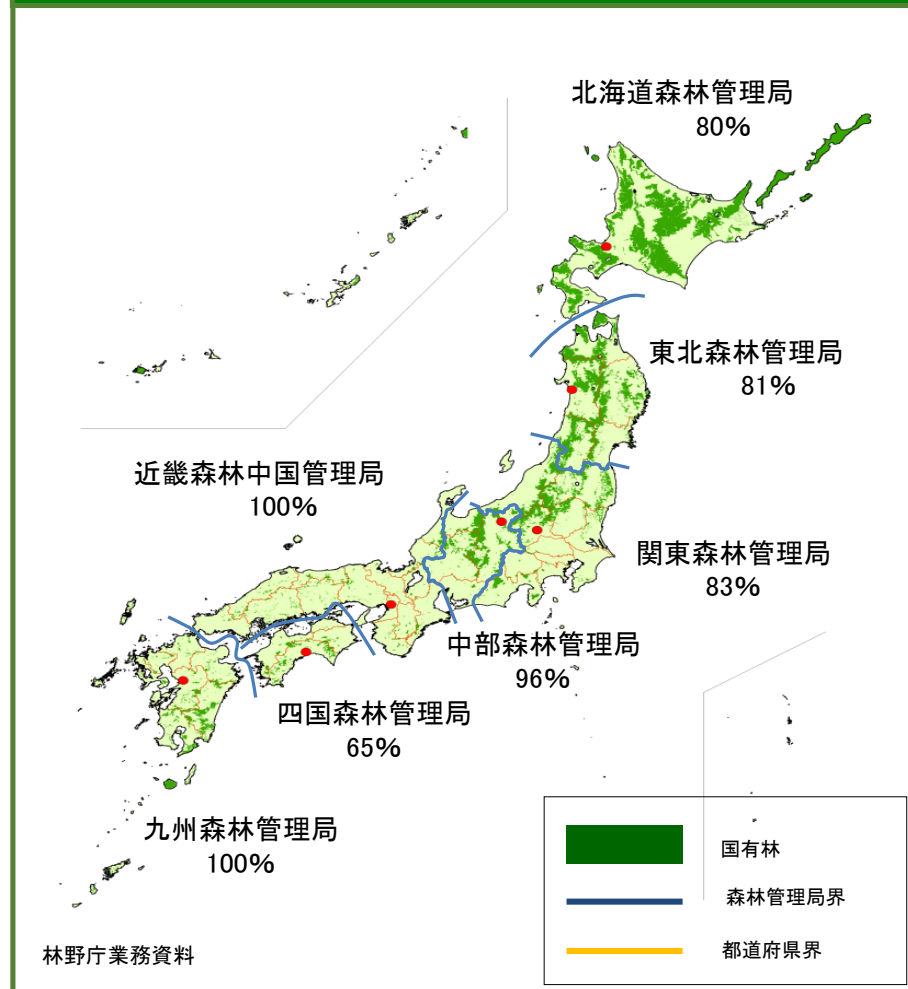 北海道森林管理局
80%
東北森林管理局
81%
近畿森林中国管理局
100%
関東森林管理局
83%
中部森林管理局
96%
四国森林管理局
65%
九州森林管理局
100%
国有林
森林管理局界
都道府県界
林野庁業務資料